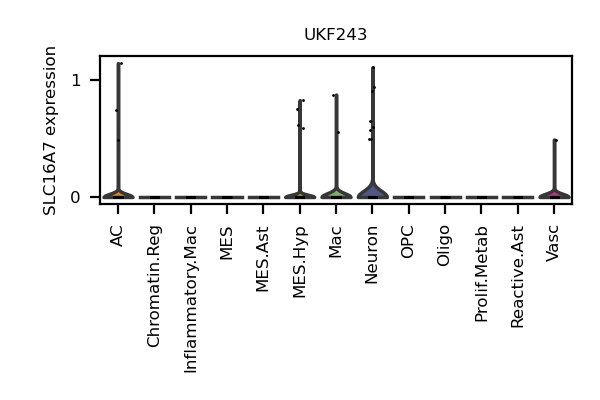 UKF243
SLC16A7 expression
1
0
AC
Chromatin.Reg
Inflammatory.Mac
MES
MES.Ast
MES.Hyp
Mac
Neuron
OPC
Oligo
Prolif.Metab
Reactive.Ast
Vasc